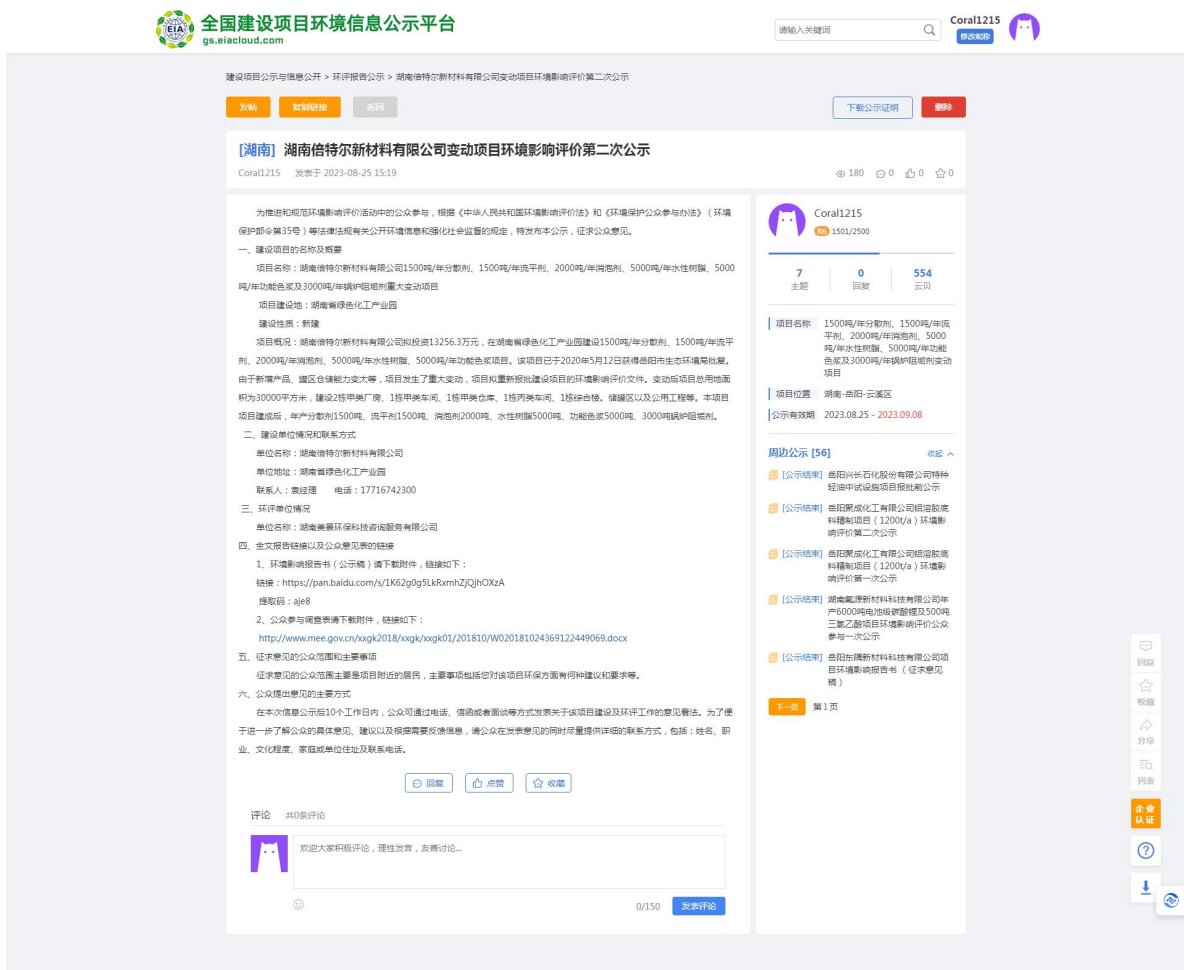 EIA
全国建设项目环境信息公示平台
gs.eiacloud.com
请输入关键词
Coral1215
修改昵称
建设项目公示与信息公开 > 环评报告公示 > 湖南倍特尔新材料有限公司变动项目环境影响评价第二次公示
发帖
复制链接
返回
下载公示证明
删除
[湖南] 湖南倍特尔新材料有限公司变动项目环境影响评价第二次公示
Coral1215 发表于 2023-08-25 15:19
180 0 0 0
为推进和规范环境影响评价活动中的公众参与，根据《中华人民共和国环境影响评价法》和《环境保护公众参与办法》（环境
保护部令第35号）等法律法规有关公开环境信息和强化社会监督的规定，特发布本公示，征求公众意见。
一、建设项目的名称及概要
项目名称：湖南倍特尔新材料有限公司1500吨/年分散剂、1500吨/年流平剂、2000吨/年消泡剂、5000吨/年水性树脂、5000
吨/年功能色浆及3000吨/年锅炉阻垢剂重大变动项目
项目建设地：湖南省绿色化工产业园
建设性质：新建
项目概况：湖南倍特尔新材料有限公司拟投资13256.3万元，在湖南省绿色化工产业园建设1500吨/年分散剂、1500吨/年流平
剂、2000吨/年消泡剂、5000吨/年水性树脂、5000吨/年功能色浆项目。该项目已于2020年5月12日获得岳阳市生态环境局批复。
由于新增产品、罐区仓储能力变大等，项目发生了重大变动，项目拟重新报批建设项目的环境影响评价文件。变动后项目总用地面
积为30000平方米，建设2栋甲类厂房、1栋甲类车间、1栋甲类仓库、1栋丙类车间、1栋综合楼。储罐区以及公用工程等。本项目
项目建成后，年产分散剂1500吨、流平剂1500吨、消泡剂2000吨、水性树脂5000吨、功能色浆5000吨、3000吨锅炉阻垢剂。
二、建设单位情况和联系方式
单位名称：湖南倍特尔新材料有限公司
单位地址：湖南省绿色化工产业园
联系人：袁经理 电话：17716742300
三、环评单位情况
单位名称：湖南美景环保科技咨询服务有限公司
四、全文报告链接以及公众意见表的链接
1、环境影响报告书（公示稿）请下载附件，链接如下：
链接：https://pan.baidu.com/s/1K62g0g5LkRxmhZJQjhOXzA
提取码：aje8
2、公众参与调查表请下载附件，链接如下：
http://www.mee.gov.cn/xxgk2018/xxgk/xxgk01/201810/W020181024369122449069.docx
五、征求意见的公众范围和主要事项
征求意见的公众范围主要是项目附近的居民，主要事项包括您对该项目环保方面有何种建议和要求等。
六、公众提出意见的主要方式
在本次信息公示后10个工作日内，公众可通过电话、信函或者面谈等方式发表关于该项目建设及环评工作的意见看法。为了便
于进一步了解公众的具体意见、建议以及根据需要反馈信息，请公众在发表意见的同时尽量提供详细的联系方式，包括：姓名、职
业、文化程度、家庭或单位住址及联系电话。
回复 点赞 收藏
评论 共0条评论
欢迎大家积极评论，理性发言，友善讨论...
0/150
发表评论
Coral1215
R6 1501/2500
7 0 554
主题 回复 云贝
项目名称 1500吨/年分散剂、1500吨/年流
平剂、2000吨/年消泡剂、5000
吨/年水性树脂、5000吨/年功能
色浆及3000吨/年锅炉阻垢剂变动
项目
项目位置 湖南-岳阳-云溪区
公示有效期 2023.08.25 - 2023.09.08
周边公示 [56] 收起
[公示结束] 岳阳兴长石化股份有限公司特种
轻油中试设施项目报批前公示
[公示结束] 岳阳聚成化工有限公司铝溶胶底
料精制项目（1200t/a）环境影
响评价第二次公示
[公示结束] 岳阳聚成化工有限公司铝溶胶底
料精制项目（1200t/a）环境影
响评价第一次公示
[公示结束] 湖南氟源新材料科技有限公司年
产6000吨电池级碳酸锂及500吨
三氟乙酸项目环境影响评价公众
参与一次公示
[公示结束] 岳阳东隅新材料科技有限公司项
目环境影响报告书 （征求意见
稿）
下一页 第1页
回复
收藏
分享
列表
企业
认证